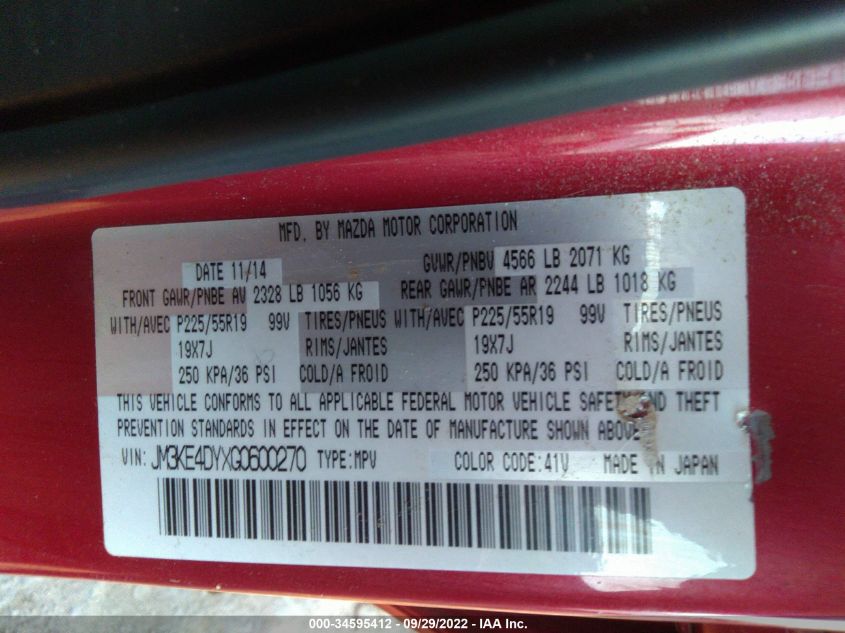 MFD. BY MAZDA MOTOR CORPORATION
DATE 11/14 GVWR/PNBV 4566 LB 2071 KG
FRONT GAWR/PNBE AV 2328 LB 1056 KG REAR GAWR/PNBE AR 2244 LB 1018 KG
WITH/AVEC P225/55R19 99V TIRES/PNEUS WITH/AVEC P225/55R19 99V TIRES/PNEUS
19X7J RIMS/JANTES 19X7J RIMS/JANTES
250 KPA/36 PSI COLD/A FROID 250 KPA/36 PSI COLD/A FROID
THIS VEHICLE CONFORMS TO ALL APPLICABLE FEDERAL MOTOR VEHICLE SAFETY AND THEFT
PREVENTION STANDARDS IN EFFECT ON THE DATE OF MANUFACTURE SHOWN ABOVE.
VIN: JM3KE4DYXG0600270 TYPE:MPV COLOR CODE:41V MADE IN JAPAN
000-34595412 - 09/29/2022 - IAA Inc.